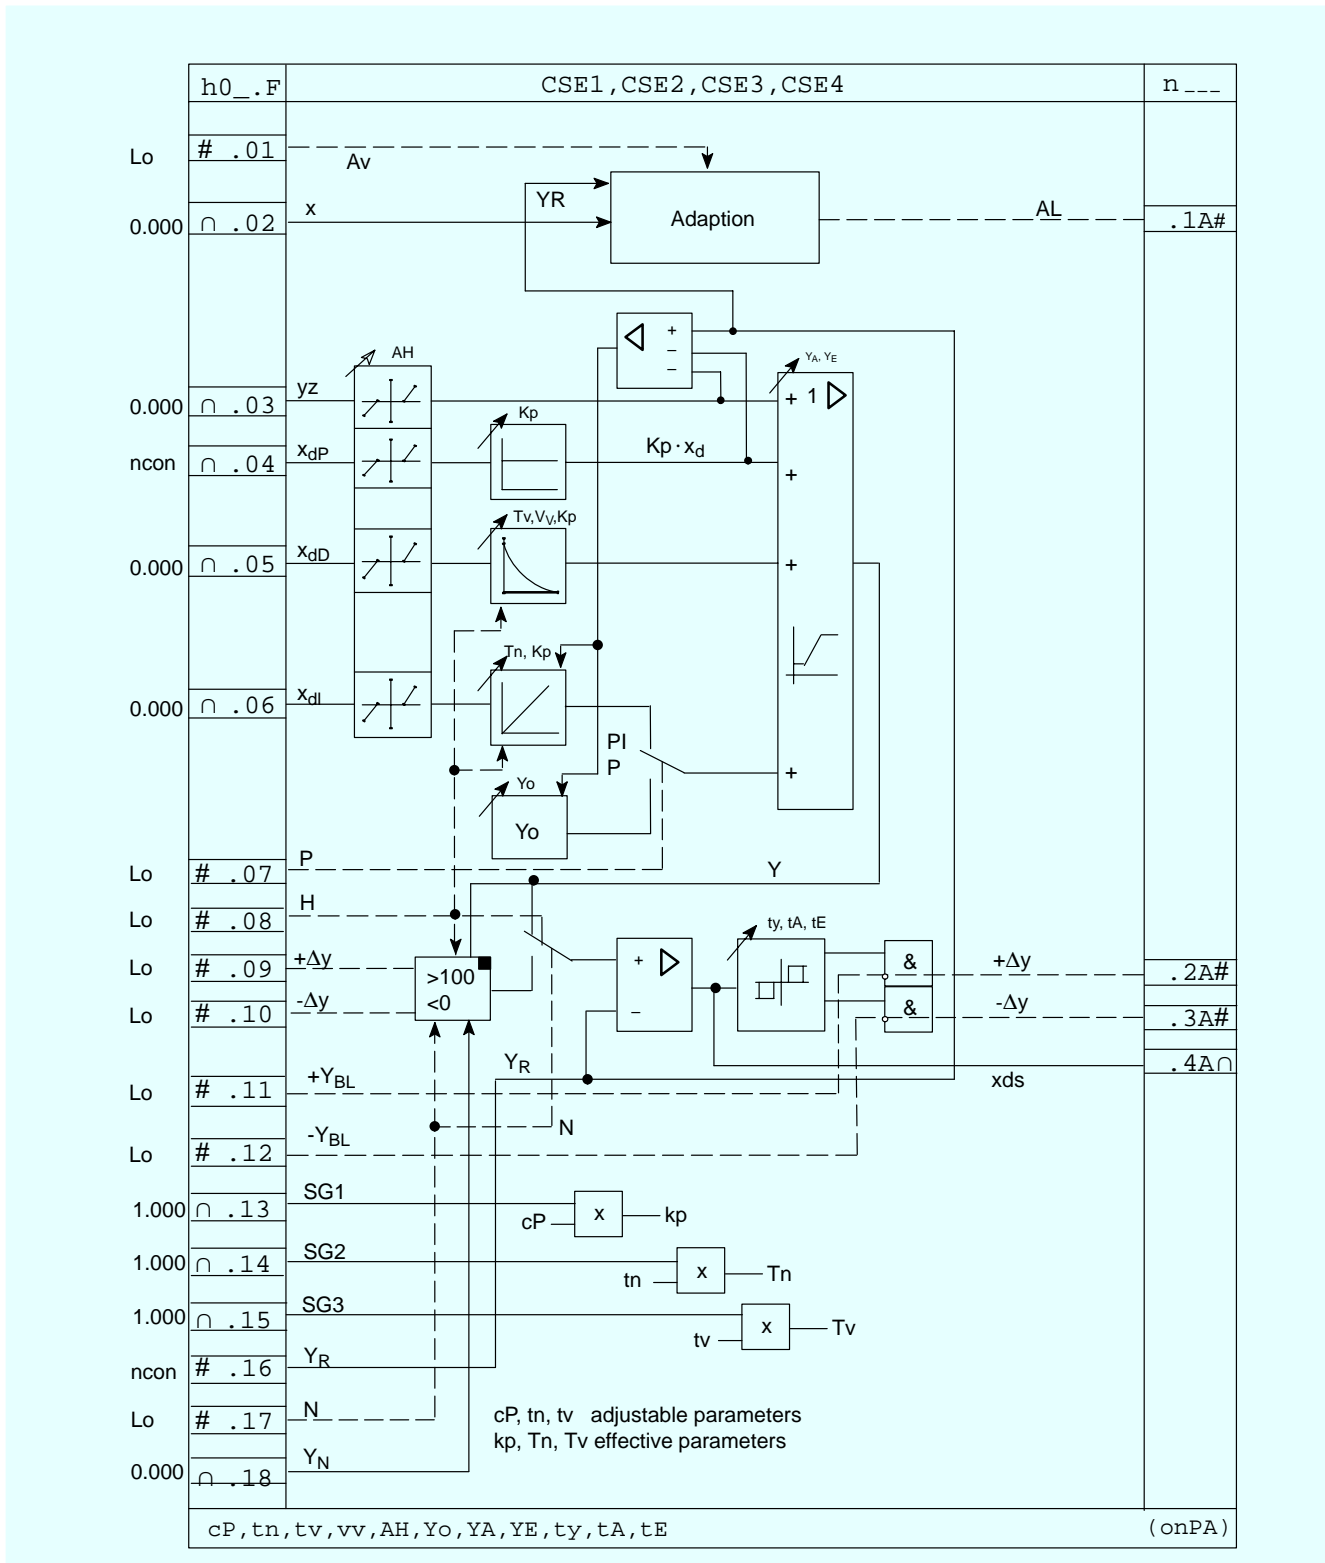 h0_.F CSE1,CSE2,CSE3,CSE4 n___
Lo # .01 Av
YR
0.000 ∩ .02 x Adaption AL .1A#
+
−
−
AH YA, YE
0.000 ∩ .03 yz + 1
Kp
ncon ∩ .04 xdP Kp · xd +
Tv,VV,Kp
0.000 ∩ .05 xdD +
Tn, Kp
0.000 ∩ .06 xdI
PI
P +
Yo
Yo
Lo # .07 P Y
Lo # .08 H
ty, tA, tE
Lo # .09 +Δy >100 + & +Δy .2A#
Lo # .10 -Δy <0 − & -Δy .3A#
YR xds .4A∩
Lo # .11 +YBL
N
Lo # .12 -YBL
1.000 ∩ .13 SG1 cP x kp
1.000 ∩ .14 SG2 tn x Tn
1.000 ∩ .15 SG3 tv x Tv
ncon # .16 YR
Lo # .17 N
0.000 ∩ .18 YN
cP, tn, tv adjustable parameters
kp, Tn, Tv effective parameters
cP,tn,tv,vv,AH,Yo,YA,YE,ty,tA,tE (onPA)